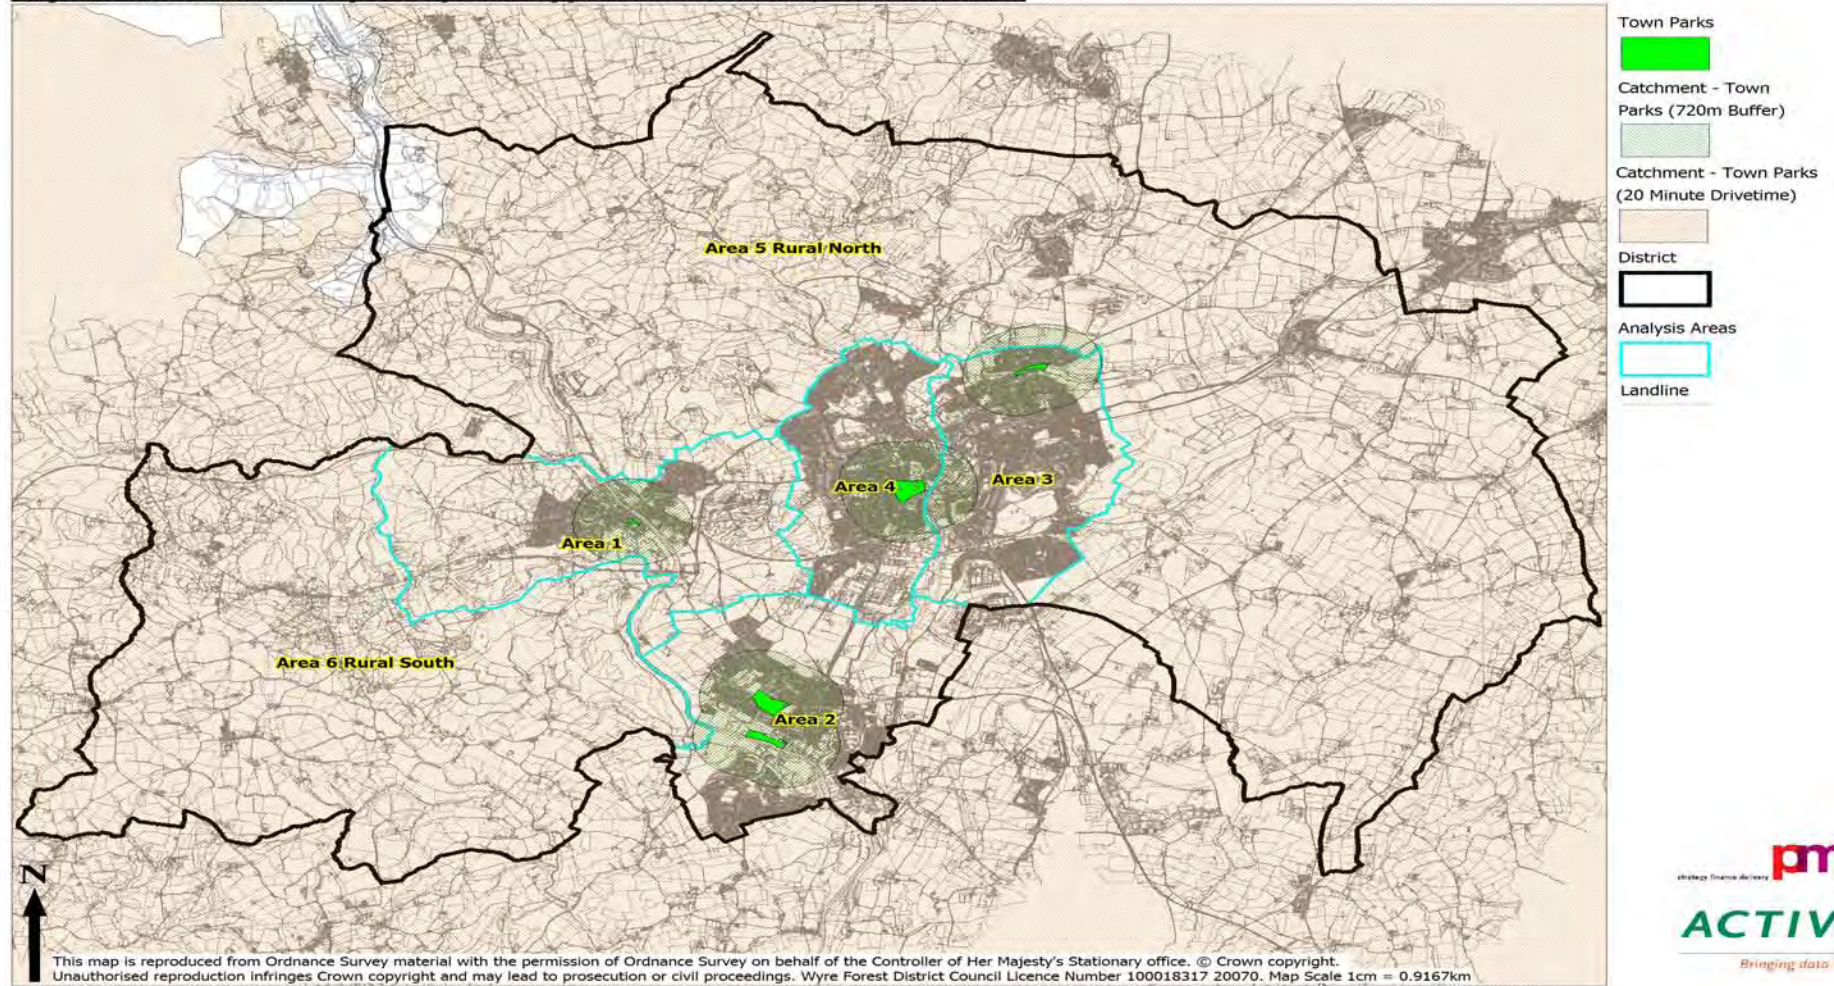 Town Parks
Catchment - Town
Parks (720m Buffer)
Catchment - Town Parks
(20 Minute Drivetime)
District
Analysis Areas
Landline
Area 5 Rural North
Area 4
Area 3
Area 1
Area 6 Rural South
Area 2
N
strategy finance delivery
pm
ACTIV
Bringing data
This map is reproduced from Ordnance Survey material with the permission of Ordnance Survey on behalf of the Controller of Her Majesty's Stationary office. © Crown copyright.
Unauthorised reproduction infringes Crown copyright and may lead to prosecution or civil proceedings. Wyre Forest District Council Licence Number 100018317 20070. Map Scale 1cm = 0.9167km